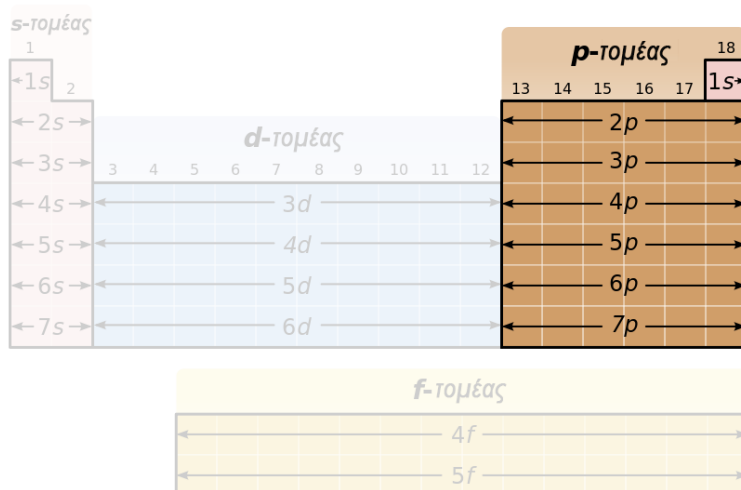 s-τομέας
1
p-τομέας
18
1s
2
13 14 15 16 17
1s
2s
d-τομέας
2p
3s
3 4 5 6 7 8 9 10 11 12
3p
4s
3d
4p
5s
4d
5p
6s
5d
6p
7s
6d
7p
f-τομέας
4f
5f